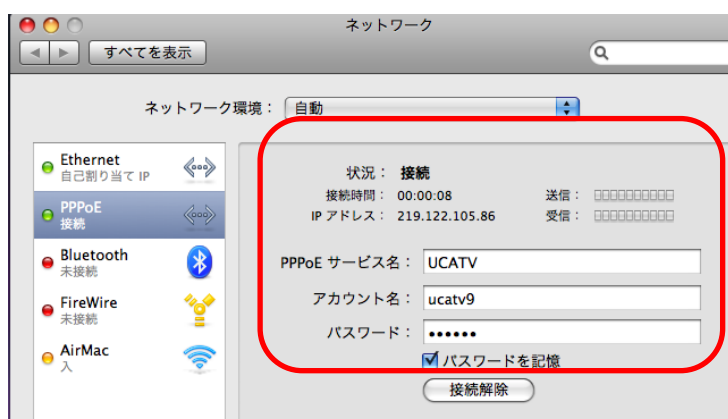 ネットワーク
すべてを表示
ネットワーク環境： 自動
Ethernet
自己割り当て IP
PPPoE
接続
Bluetooth
未接続
FireWire
未接続
AirMac
入
状況： 接続
接続時間： 00:00:08 送信：
IP アドレス： 219.122.105.86 受信：
PPPoE サービス名： UCATV
アカウント名： ucatv9
パスワード： ••••••
パスワードを記憶
接続解除